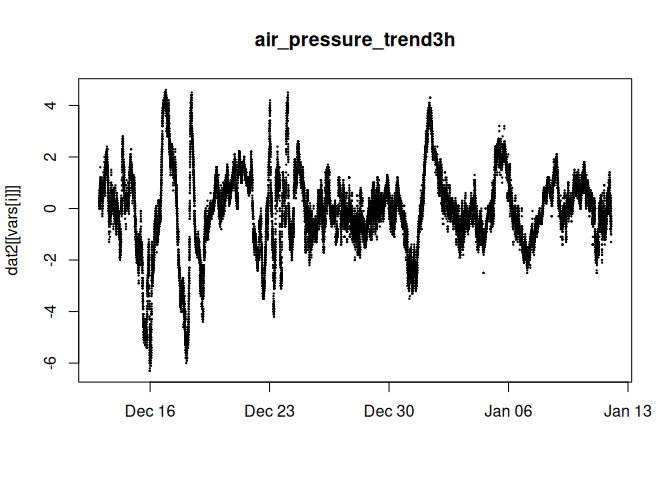 air_pressure_trend3h
dat2[[vars[i]]]
4
2
0
-2
-4
-6
Dec 16
Dec 23
Dec 30
Jan 06
Jan 13